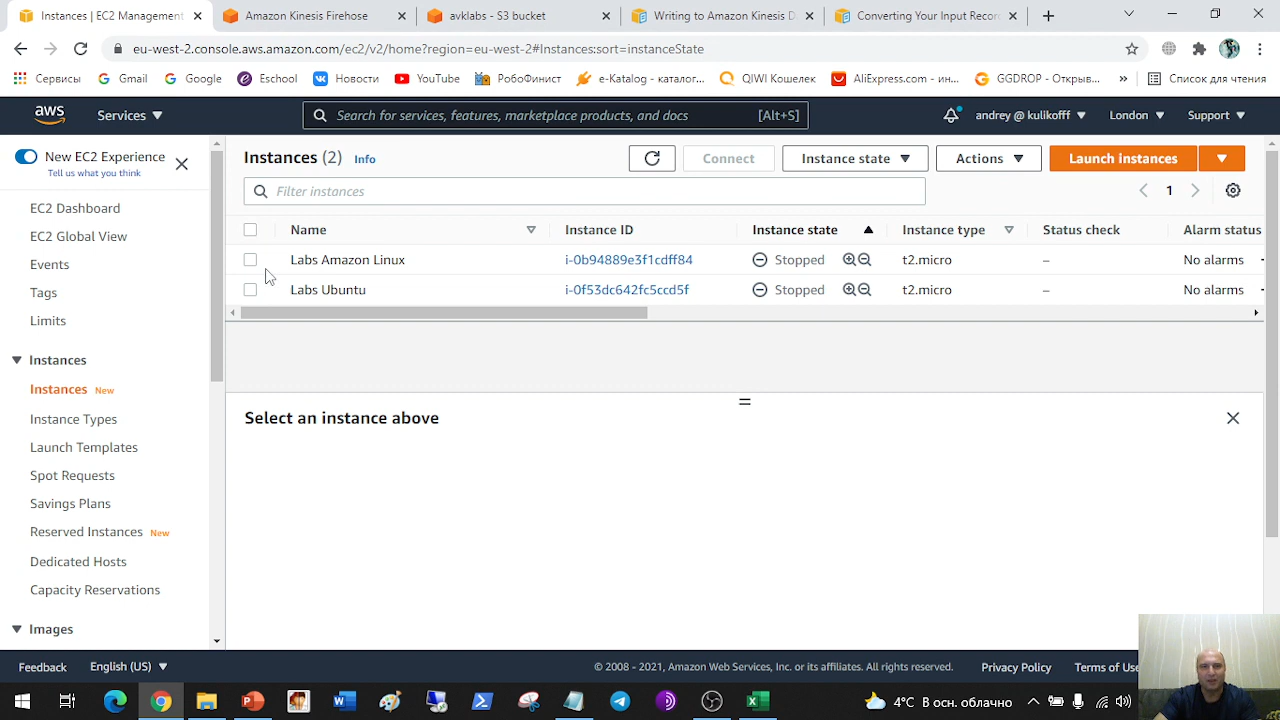 Instances | EC2 Management
Amazon Kinesis Firehose
avklabs - S3 bucket
Writing to Amazon Kinesis D
Converting Your Input Recor
eu-west-2.console.aws.amazon.com/ec2/v2/home?region=eu-west-2#Instances:sort=instanceState
Сервисы
Gmail
Google
Eschool
Новости
YouTube
РобоФинист
e-Katalog - каталог...
QIWI Кошелек
AliExpress.com - ин...
GGDROP - Открыв...
»
Список для чтения
aws
Services
Search for services, features, marketplace products, and docs
[Alt+S]
andrey @ kulikofff
London
Support
New EC2 Experience
Tell us what you think
EC2 Dashboard
EC2 Global View
Events
Tags
Limits
Instances
Instances New
Instance Types
Launch Templates
Spot Requests
Savings Plans
Reserved Instances New
Dedicated Hosts
Capacity Reservations
Images
Instances (2) Info
Connect
Instance state
Actions
Launch instances
Filter instances
1
Name Instance ID Instance state Instance type Status check Alarm status
Labs Amazon Linux i-0b94889e3f1cdff84 Stopped t2.micro – No alarms
Labs Ubuntu i-0f53dc642fc5ccd5f Stopped t2.micro – No alarms
Select an instance above
Feedback
English (US)
© 2008 - 2021, Amazon Web Services, Inc. or its affiliates. All rights reserved.
Privacy Policy
Terms of Use
4°C В осн. облачно